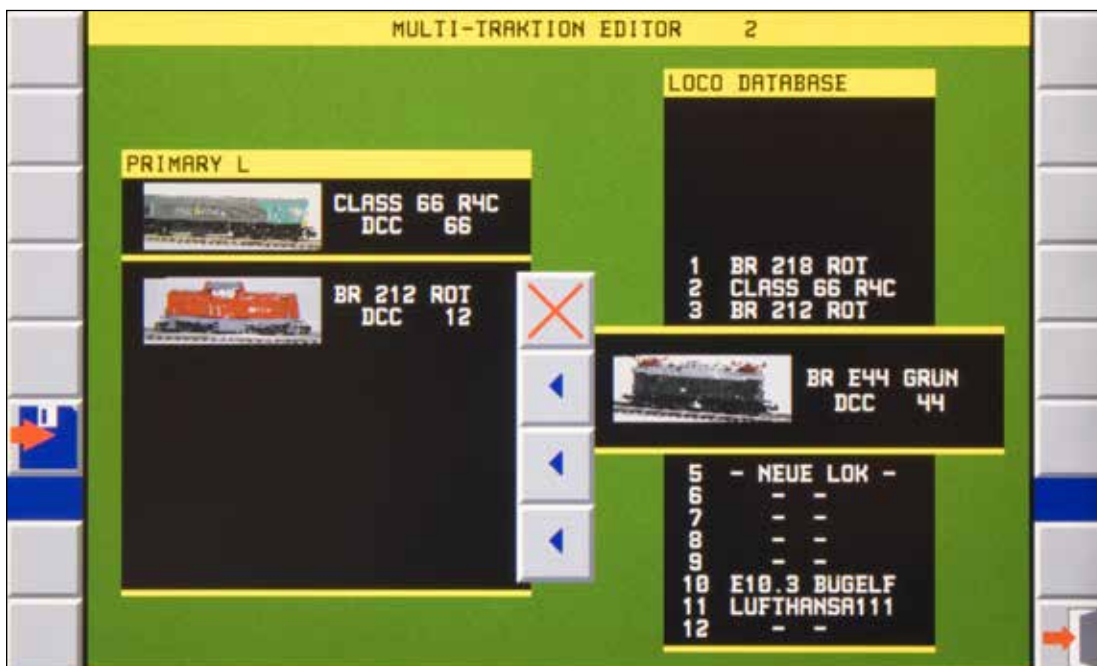 MULTI-TRAKTION EDITOR 2
LOCO DATABASE
PRIMARY L
CLASS 66 R4C
DCC 66
BR 212 ROT
DCC 12
1 BR 218 ROT
2 CLASS 66 R4C
3 BR 212 ROT
BR E44 GRUN
DCC 44
5 - NEUE LOK -
6 - -
7 - -
8 - -
9 - -
10 E10.3 BUGELF
11 LUFTHANSA111
12 - -